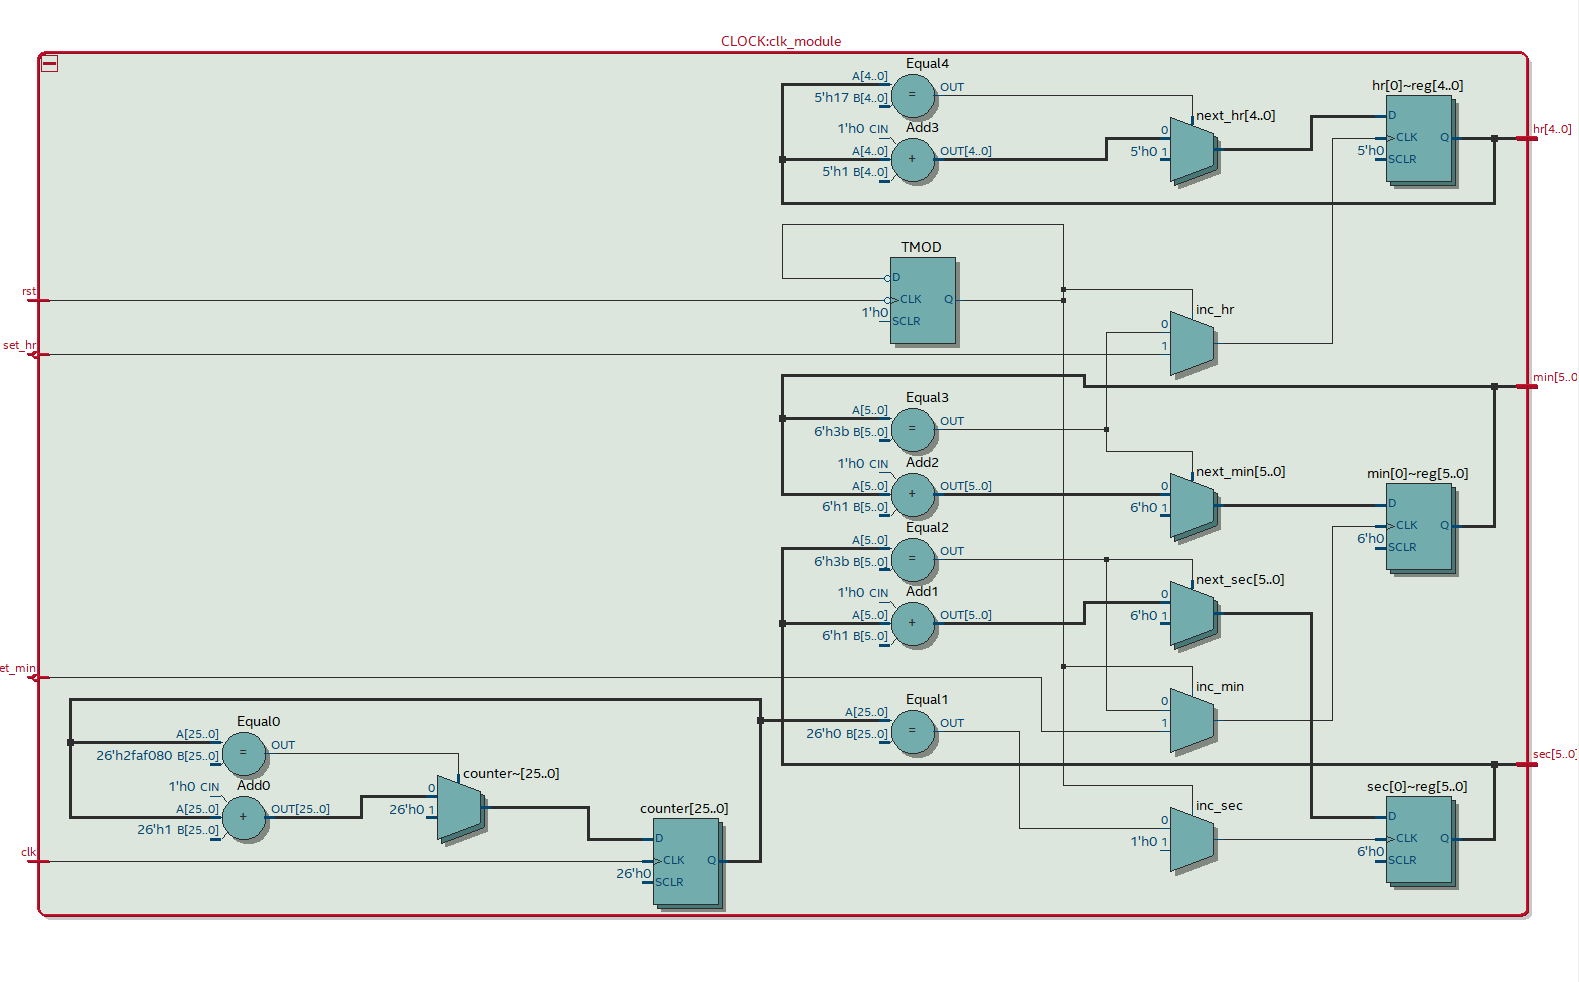 CLOCK:clk_module
Equal4
A[4..0]
OUT
5'h17 B[4..0]
=
hr[0]~reg[4..0]
next_hr[4..0]
Add3
1'h0 CIN
A[4..0]
OUT[4..0]
5'h1 B[4..0]
+
0
5'h0 1
D
CLK
Q
5'h0
SCLR
hr[4..0]
TMOD
D
CLK
Q
1'h0
SCLR
rst
set_hr
inc_hr
0
1
min[5..0
Equal3
A[5..0]
OUT
6'h3b B[5..0]
=
Add2
1'h0 CIN
A[5..0]
OUT[5..0]
6'h1 B[5..0]
+
next_min[5..0]
0
6'h0 1
min[0]~reg[5..0]
D
CLK
Q
6'h0
SCLR
Equal2
A[5..0]
OUT
6'h3b B[5..0]
=
Add1
1'h0 CIN
A[5..0]
OUT[5..0]
6'h1 B[5..0]
+
next_sec[5..0]
0
6'h0 1
et_min
inc_min
0
1
Equal1
A[25..0]
OUT
26'h0 B[25..0]
=
sec[5..0]
Equal0
A[25..0]
OUT
26'h2faf080 B[25..0]
=
Add0
1'h0 CIN
A[25..0]
OUT[25..0]
26'h1 B[25..0]
+
counter~[25..0]
0
26'h0 1
counter[25..0]
D
CLK
Q
26'h0
SCLR
clk
inc_sec
0
1'h0 1
sec[0]~reg[5..0]
D
CLK
Q
6'h0
SCLR